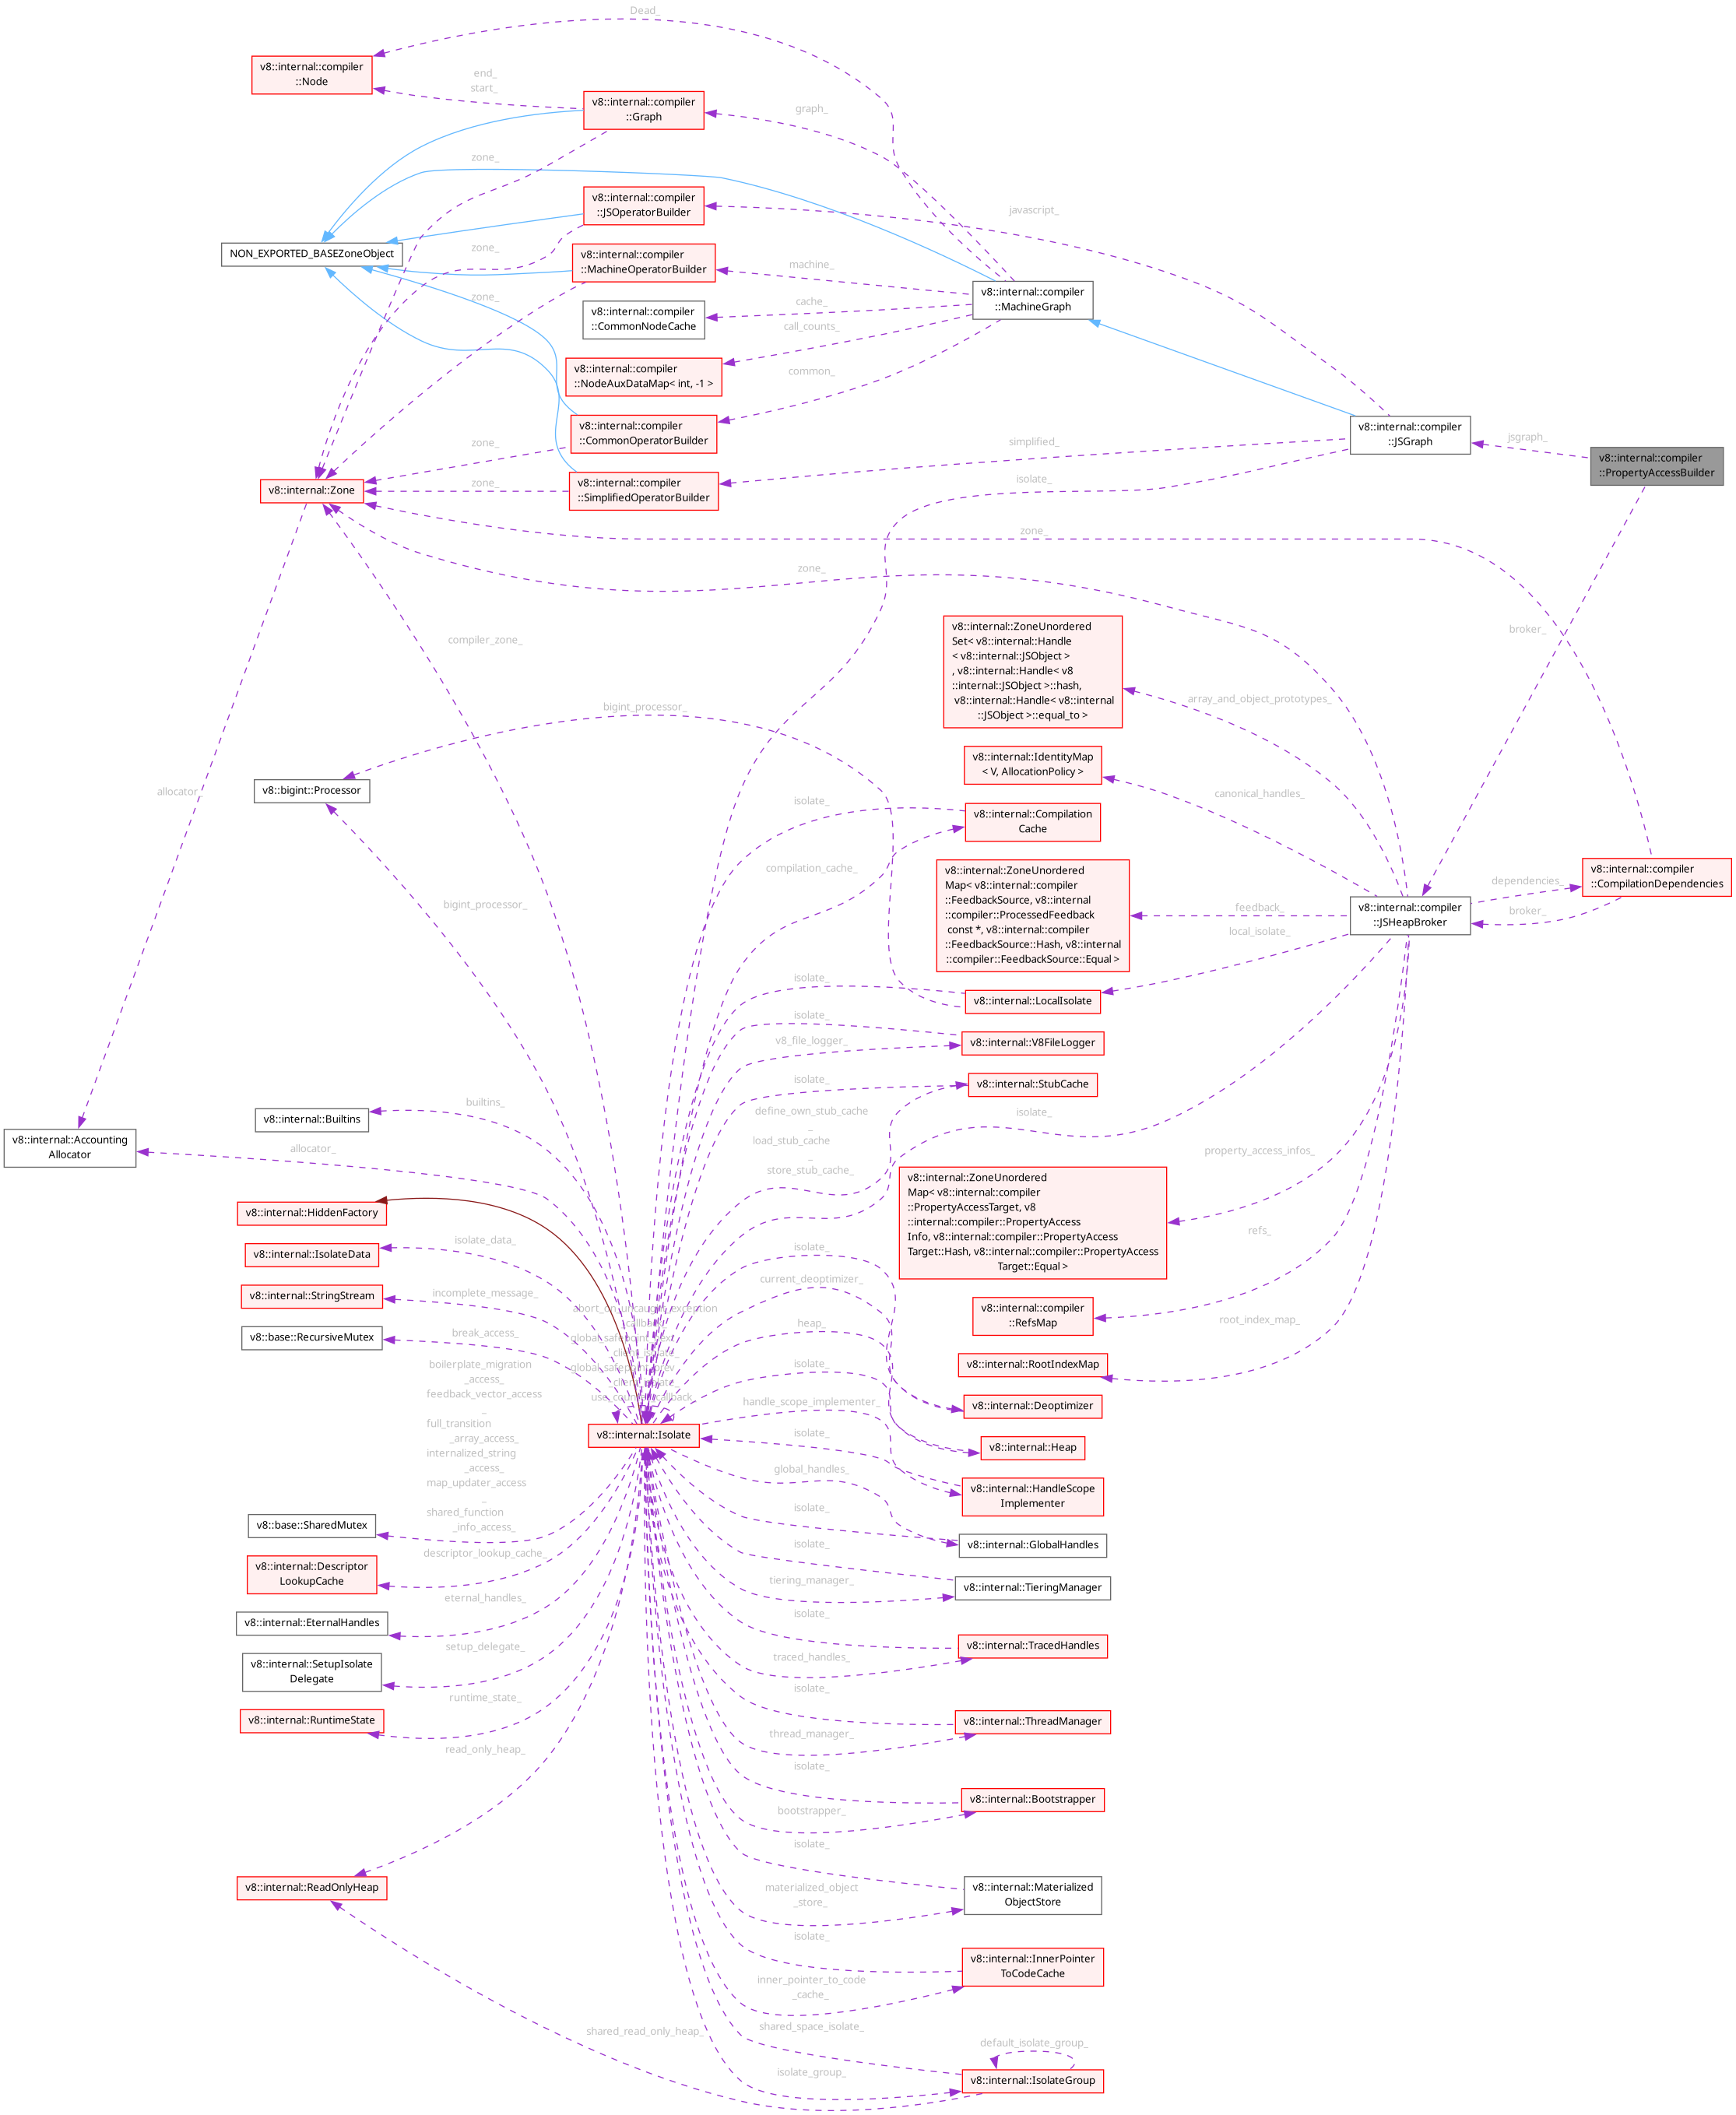 Dead_
v8::internal::compiler
::Node
end_
start_
v8::internal::compiler
::Graph
graph_
zone_
v8::internal::compiler
::JSOperatorBuilder
javascript_
NON_EXPORTED_BASEZoneObject
zone_
v8::internal::compiler
::MachineOperatorBuilder
machine_
v8::internal::compiler
::MachineGraph
zone_
v8::internal::compiler
::CommonNodeCache
cache_
call_counts_
v8::internal::compiler
::NodeAuxDataMap< int, -1 >
common_
v8::internal::compiler
::CommonOperatorBuilder
v8::internal::compiler
::JSGraph
jsgraph_
v8::internal::compiler
::PropertyAccessBuilder
zone_
simplified_
v8::internal::Zone
zone_
v8::internal::compiler
::SimplifiedOperatorBuilder
isolate_
zone_
zone_
compiler_zone_
broker_
v8::internal::ZoneUnordered
Set< v8::internal::Handle
< v8::internal::JSObject >
, v8::internal::Handle< v8
::internal::JSObject >::hash,
v8::internal::Handle< v8::internal
::JSObject >::equal_to >
array_and_object_prototypes_
bigint_processor_
v8::internal::IdentityMap
< V, AllocationPolicy >
canonical_handles_
allocator_
v8::bigint::Processor
isolate_
v8::internal::Compilation
Cache
compilation_cache_
v8::internal::ZoneUnordered
Map< v8::internal::compiler
::FeedbackSource, v8::internal
::compiler::ProcessedFeedback
const *, v8::internal::compiler
::FeedbackSource::Hash, v8::internal
::compiler::FeedbackSource::Equal >
feedback_
local_isolate_
v8::internal::compiler
::JSHeapBroker
dependencies_
broker_
v8::internal::compiler
::CompilationDependencies
bigint_processor_
isolate_
v8::internal::LocalIsolate
isolate_
v8::internal::V8FileLogger
v8_file_logger_
isolate_
v8::internal::StubCache
define_own_stub_cache
_
load_stub_cache
_
store_stub_cache_
isolate_
builtins_
v8::internal::Builtins
v8::internal::Accounting
Allocator
allocator_
property_access_infos_
v8::internal::ZoneUnordered
Map< v8::internal::compiler
::PropertyAccessTarget, v8
::internal::compiler::PropertyAccess
Info, v8::internal::compiler::PropertyAccess
Target::Hash, v8::internal::compiler::PropertyAccess
Target::Equal >
refs_
v8::internal::HiddenFactory
isolate_data_
v8::internal::IsolateData
isolate_
current_deoptimizer_
incomplete_message_
v8::internal::StringStream
abort_on_uncaught_exception
_callback_
global_safepoint_next
_client_isolate_
global_safepoint_prev
_client_isolate_
use_counter_callback_
heap_
v8::internal::compiler
::RefsMap
root_index_map_
break_access_
v8::base::RecursiveMutex
boilerplate_migration
_access_
feedback_vector_access
_
full_transition
_array_access_
internalized_string
_access_
map_updater_access
_
shared_function
_info_access_
isolate_
v8::internal::RootIndexMap
handle_scope_implementer_
v8::internal::Deoptimizer
v8::internal::Isolate
isolate_
v8::internal::Heap
global_handles_
v8::internal::HandleScope
Implementer
v8::base::SharedMutex
isolate_
v8::internal::GlobalHandles
descriptor_lookup_cache_
v8::internal::Descriptor
LookupCache
isolate_
tiering_manager_
v8::internal::TieringManager
eternal_handles_
v8::internal::EternalHandles
isolate_
v8::internal::TracedHandles
traced_handles_
setup_delegate_
v8::internal::SetupIsolate
Delegate
isolate_
runtime_state_
v8::internal::RuntimeState
v8::internal::ThreadManager
thread_manager_
read_only_heap_
isolate_
v8::internal::Bootstrapper
bootstrapper_
isolate_
v8::internal::ReadOnlyHeap
materialized_object
_store_
v8::internal::Materialized
ObjectStore
isolate_
v8::internal::InnerPointer
ToCodeCache
inner_pointer_to_code
_cache_
shared_read_only_heap_
shared_space_isolate_
default_isolate_group_
isolate_group_
v8::internal::IsolateGroup